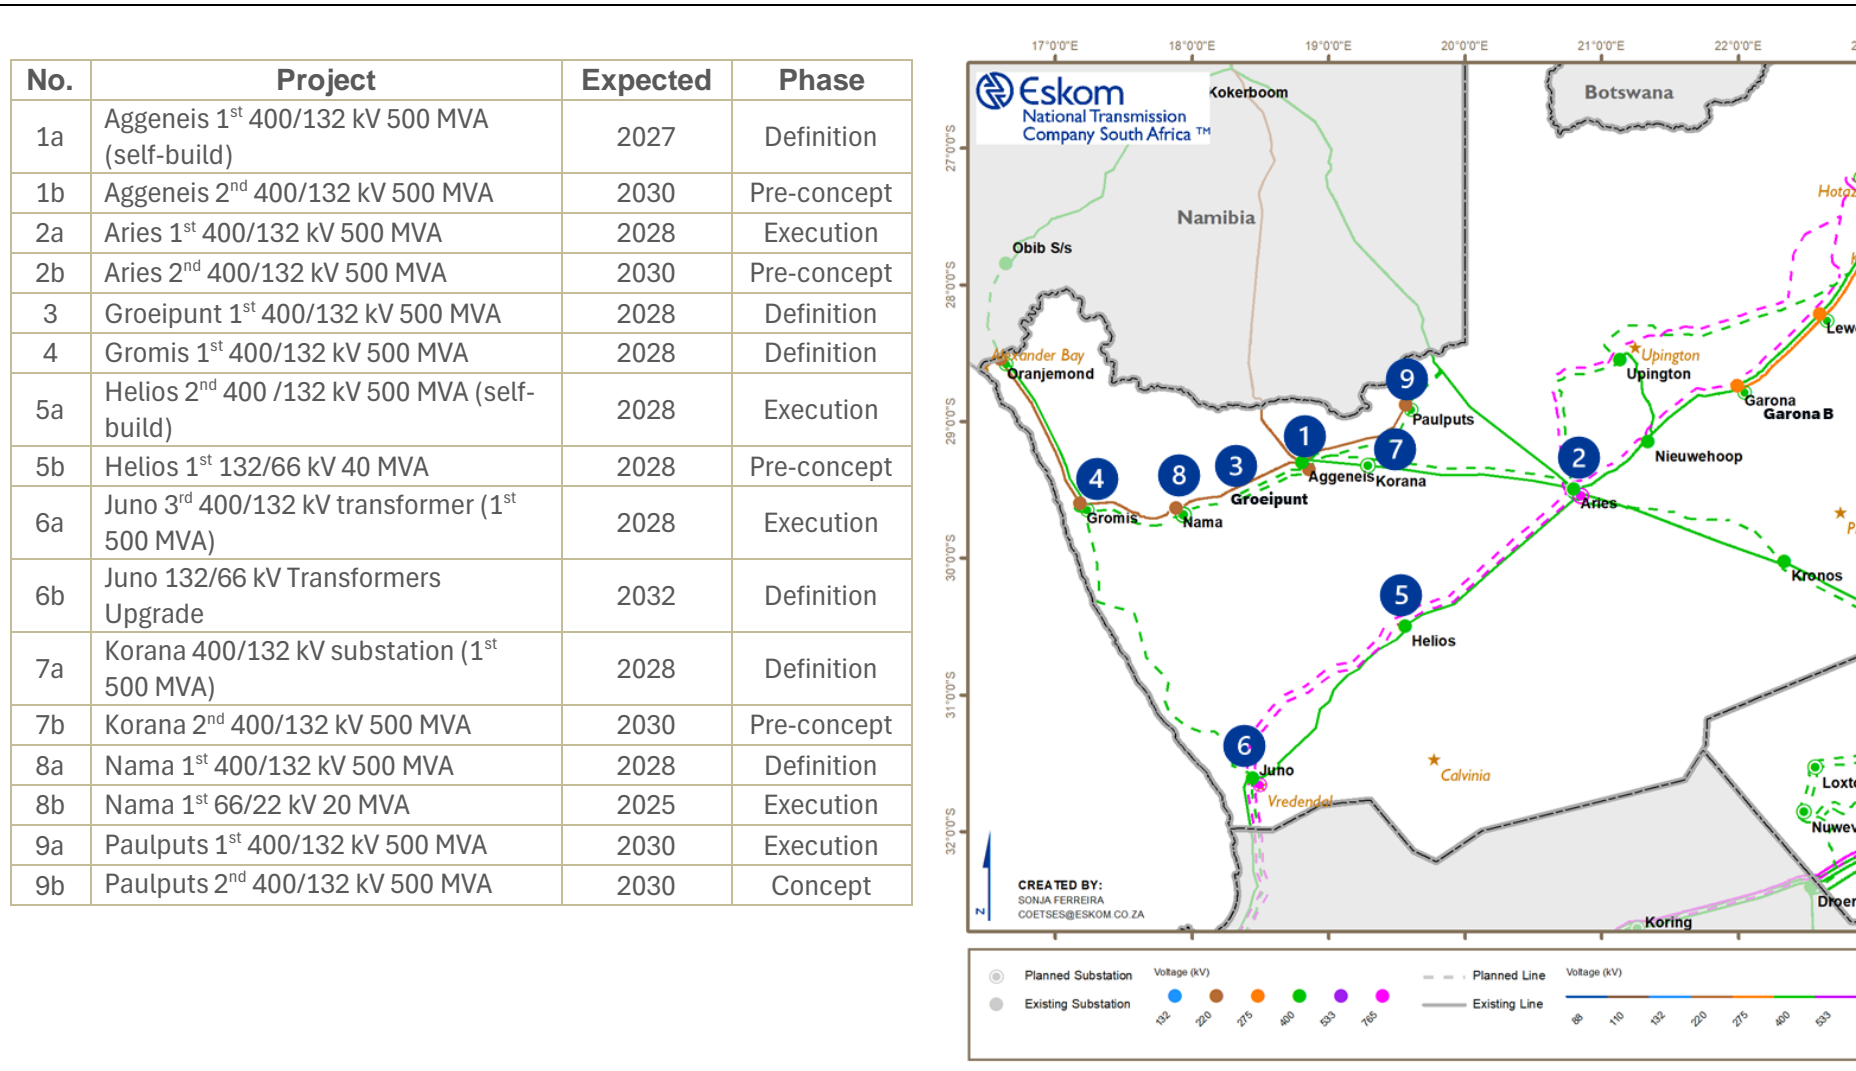 No. Project Expected Phase
1a Aggeneis 1st 400/132 kV 500 MVA (self-build) 2027 Definition
1b Aggeneis 2nd 400/132 kV 500 MVA 2030 Pre-concept
2a Aries 1st 400/132 kV 500 MVA 2028 Execution
2b Aries 2nd 400/132 kV 500 MVA 2030 Pre-concept
3 Groeipunt 1st 400/132 kV 500 MVA 2028 Definition
4 Gromis 1st 400/132 kV 500 MVA 2028 Definition
5a Helios 2nd 400 /132 kV 500 MVA (self-build) 2028 Execution
5b Helios 1st 132/66 kV 40 MVA 2028 Pre-concept
6a Juno 3rd 400/132 kV transformer (1st 500 MVA) 2028 Execution
6b Juno 132/66 kV Transformers Upgrade 2032 Definition
7a Korana 400/132 kV substation (1st 500 MVA) 2028 Definition
7b Korana 2nd 400/132 kV 500 MVA 2030 Pre-concept
8a Nama 1st 400/132 kV 500 MVA 2028 Definition
8b Nama 1st 66/22 kV 20 MVA 2025 Execution
9a Paulputs 1st 400/132 kV 500 MVA 2030 Execution
9b Paulputs 2nd 400/132 kV 500 MVA 2030 Concept
17°0'0"E 18°0'0"E 19°0'0"E 20°0'0"E 21°0'0"E 22°0'0"E
27°0'0"S
28°0'0"S
29°0'0"S
30°0'0"S
31°0'0"S
32°0'0"S
Eskom
National Transmission
Company South Africa ™
Kokerboom
Botswana
Namibia
Obib S/s
Alexander Bay
Oranjemond
Upington
Upington
Garona
Garona B
9
Paulputs
1
7
2
Nieuwehoop
4
8
3
Aggeneis
Korana
Groeipunt
Aries
Gromis
Nama
Kronos
5
Helios
6
Juno
Vredendal
Calvinia
Koring
N
CREATED BY:
SONJA FERREIRA
COETSES@ESKOM.CO.ZA
Planned Substation
Existing Substation
Voltage (kV)
132 220 275 400 533 765
Planned Line
Existing Line
Voltage (kV)
88 110 132 220 275 400 533